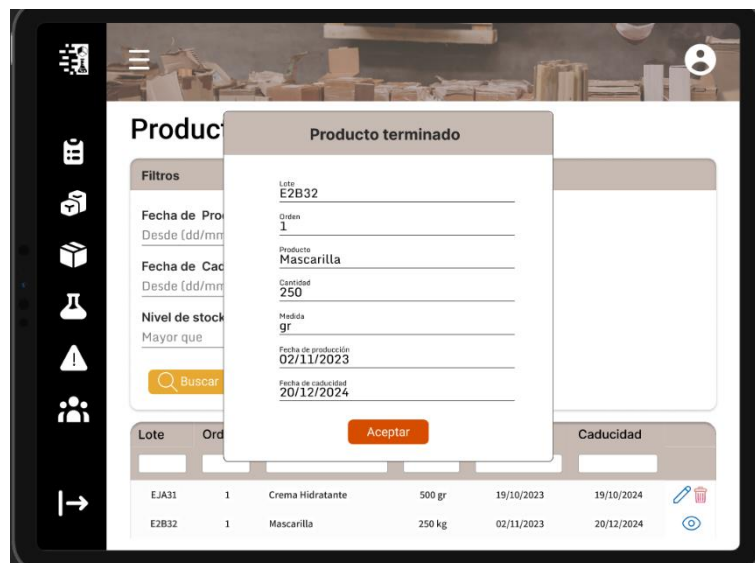 Produc
Producto terminado
Filtros
Fecha de Pro
Desde (dd/mm
Fecha de Cad
Desde (dd/mm
Nivel de stock
Mayor que
Buscar
Lote
E2B32
Orden
1
Producto
Mascarilla
Cantidad
250
Medida
gr
Fecha de producción
02/11/2023
Fecha de caducidad
20/12/2024
Aceptar
Lote Ord Caducidad
EJA31 1 Crema Hidratante 500 gr 19/10/2023 19/10/2024
E2B32 1 Mascarilla 250 kg 02/11/2023 20/12/2024